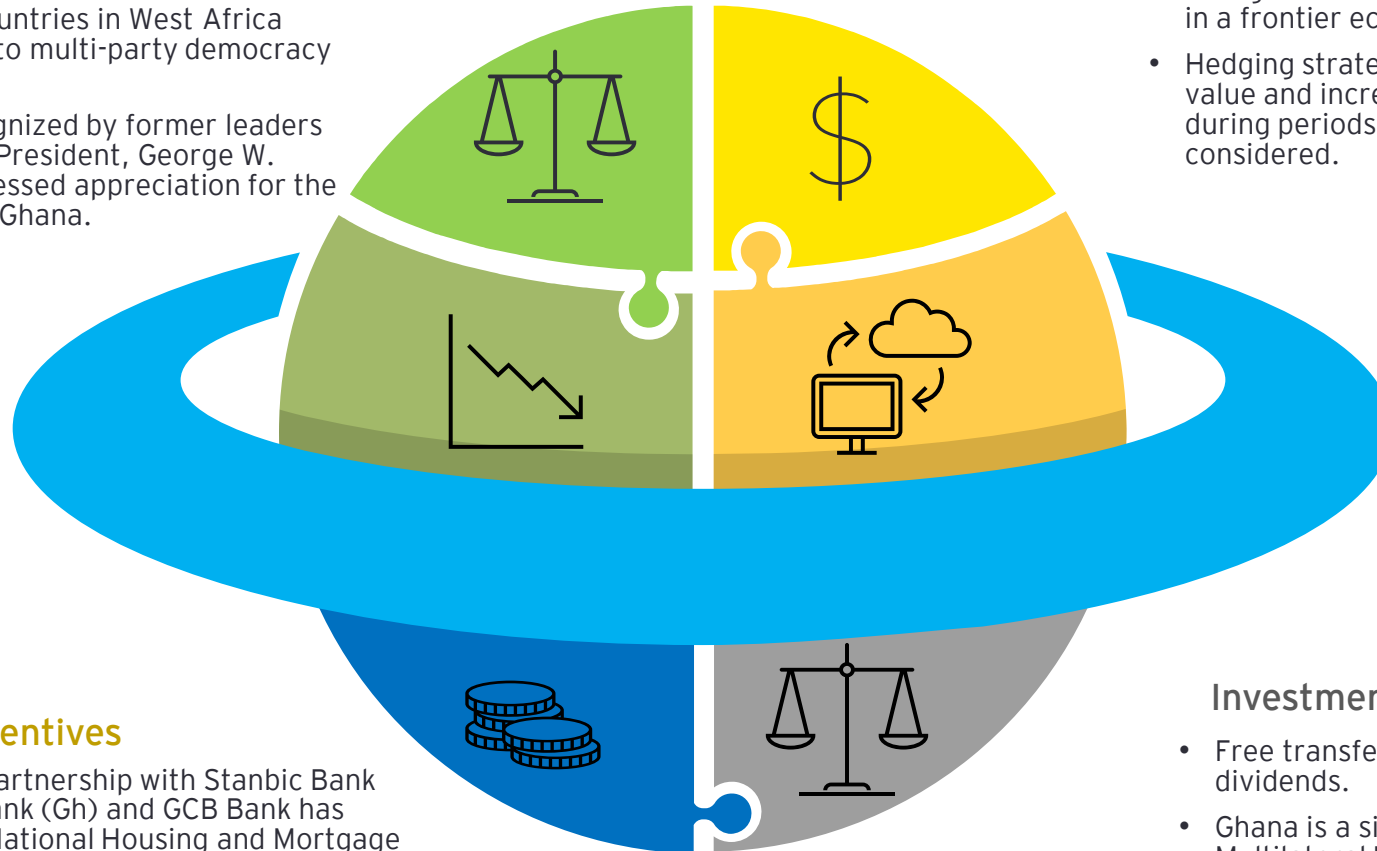 untries in West Africa
to multi-party democracy
gnized by former leaders
President, George W.
essed appreciation for the
Ghana.
in a frontier ec
• Hedging strate
value and incre
during periods
considered.
entives
artnership with Stanbic Bank
ank (Gh) and GCB Bank has
National Housing and Mortgage
Investmen
• Free transfe
dividends.
• Ghana is a si